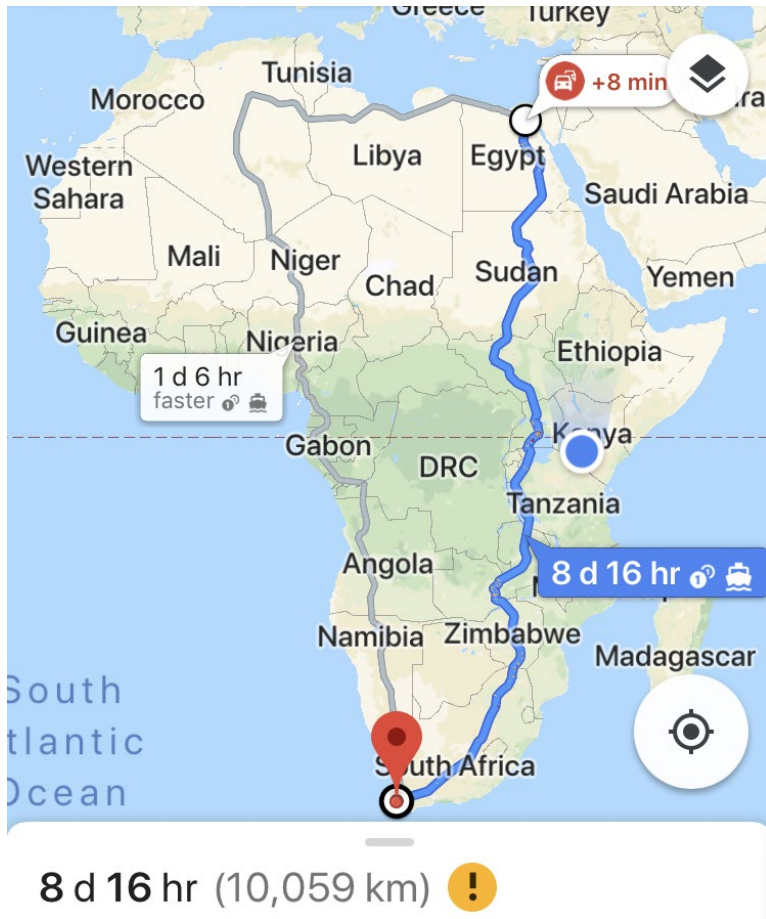 Greece
Turkey
Tunisia
+8 min
Morocco
Libya
Egypt
Western
Sahara
Saudi Arabia
Mali
Niger
Chad
Sudan
Yemen
Guinea
Nigeria
Ethiopia
1 d 6 hr
faster
Kenya
Gabon
DRC
Tanzania
8 d 16 hr
Angola
Namibia
Zimbabwe
Madagascar
South
tlantic
Ocean
South Africa
8 d 16 hr (10,059 km)